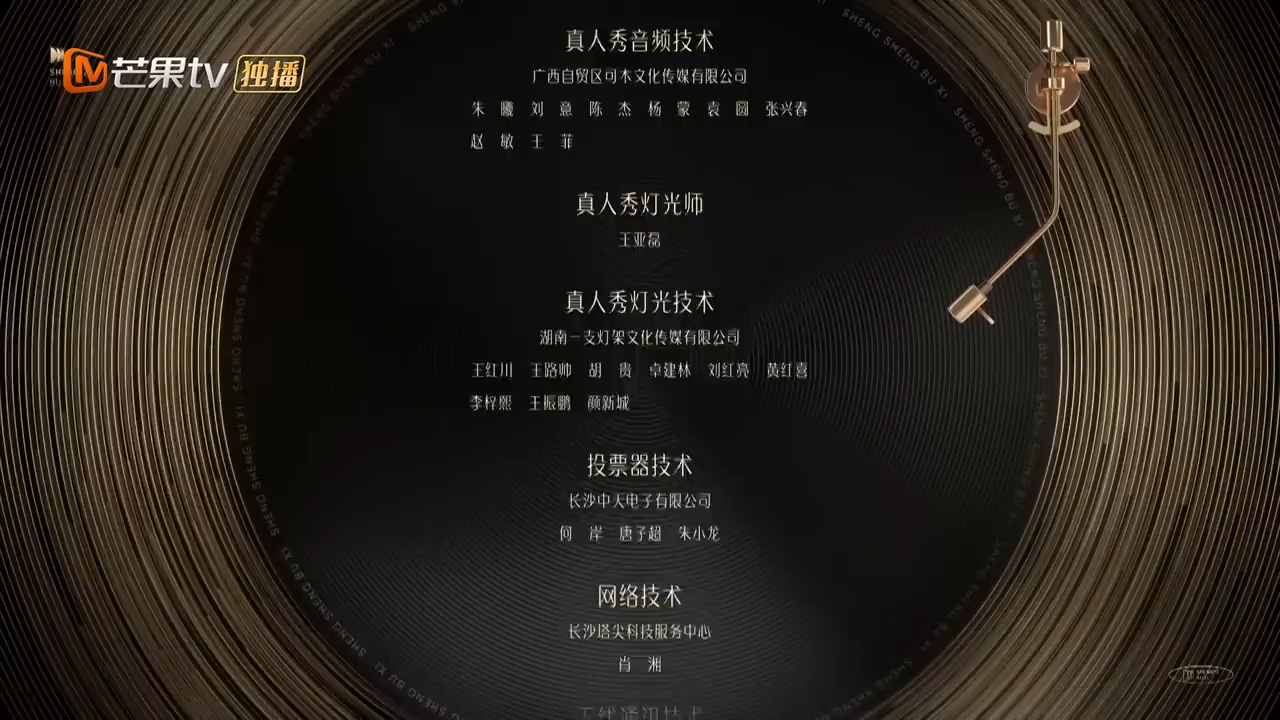 芒果tv 独播
真人秀音频技术
广西自贸区可木文化传媒有限公司
朱曦 刘意 陈杰 杨蒙 袁圆 张兴春
赵敏 王菲
真人秀灯光师
王亚磊
真人秀灯光技术
湖南一支灯架文化传媒有限公司
王红川 王路帅 胡贵 卓建林 刘红亮 黄红喜
李梓熙 王振鹏 颜新城
投票器技术
长沙中天电子有限公司
何岸 唐子超 朱小龙
网络技术
长沙塔尖科技服务中心
肖湘
SHENG SHENG BU XI